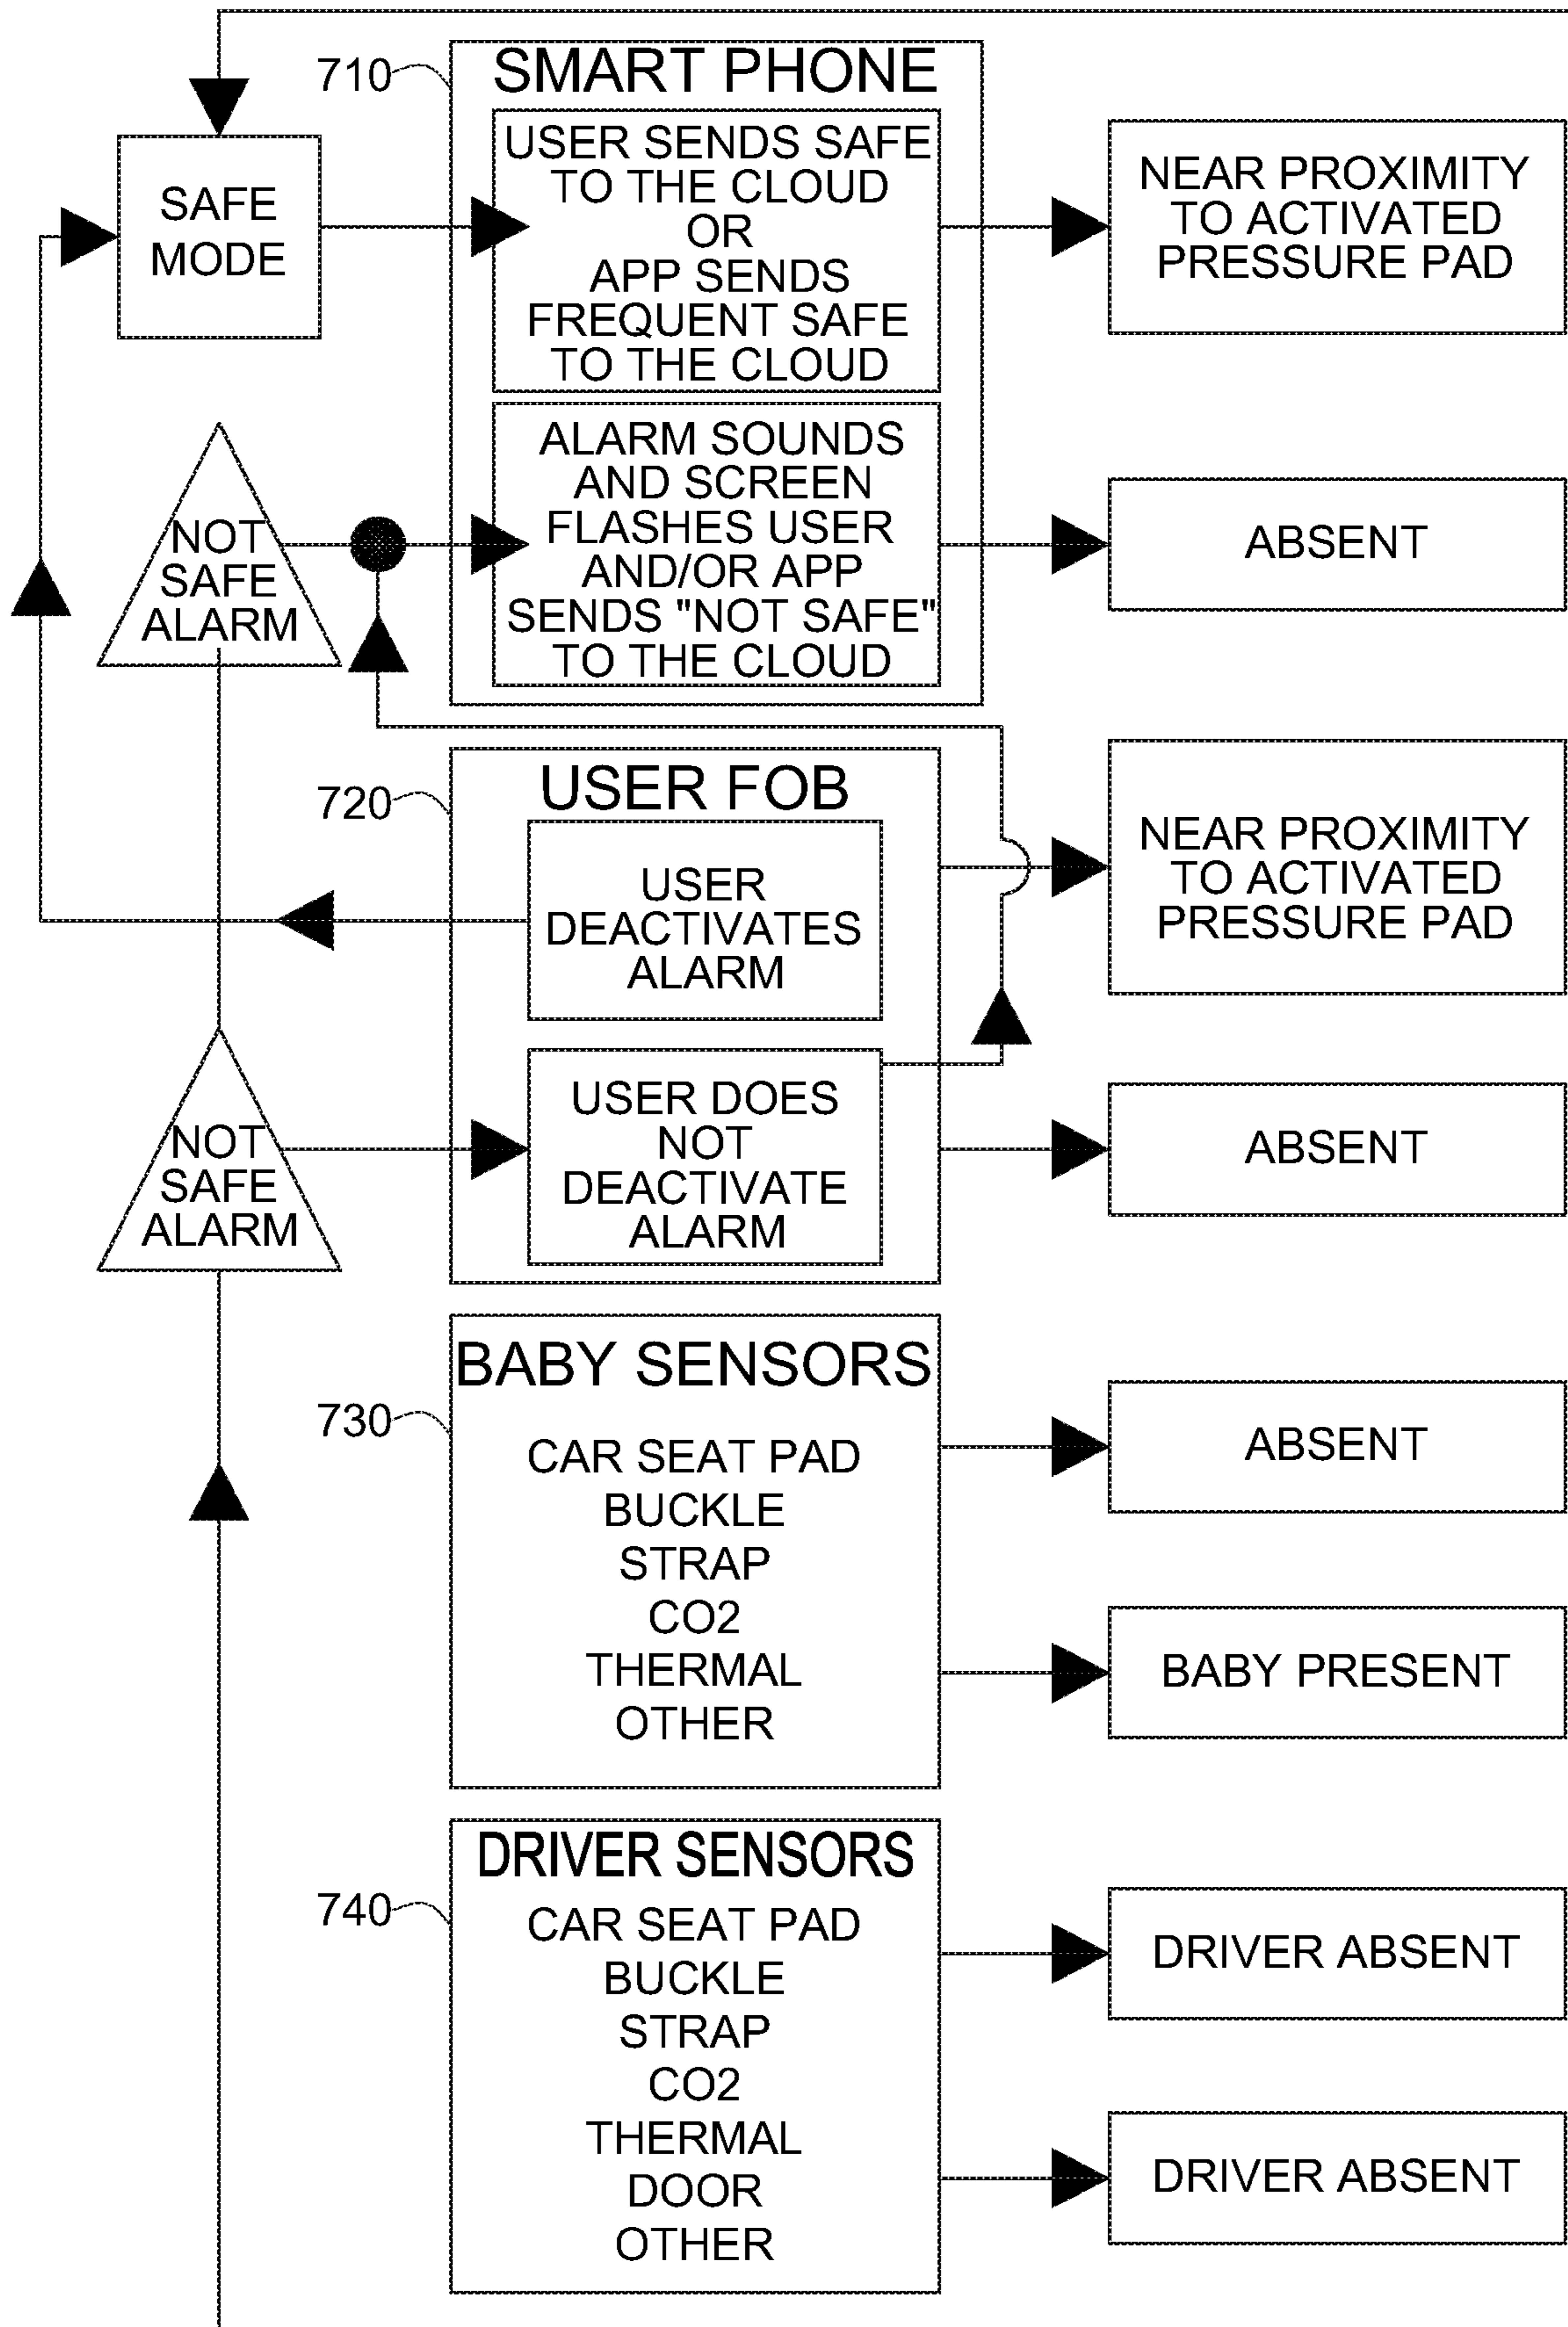 710
SMART PHONE
SAFE
MODE
USER SENDS SAFE
TO THE CLOUD
OR
APP SENDS
FREQUENT SAFE
TO THE CLOUD
NEAR PROXIMITY
TO ACTIVATED
PRESSURE PAD
NOT
SAFE
ALARM
ALARM SOUNDS
AND SCREEN
FLASHES USER
AND/OR APP
SENDS "NOT SAFE"
TO THE CLOUD
ABSENT
720
USER FOB
USER
DEACTIVATES
ALARM
NEAR PROXIMITY
TO ACTIVATED
PRESSURE PAD
NOT
SAFE
ALARM
USER DOES
NOT
DEACTIVATE
ALARM
ABSENT
730
BABY SENSORS
CAR SEAT PAD
BUCKLE
STRAP
CO2
THERMAL
OTHER
ABSENT
BABY PRESENT
740
DRIVER SENSORS
CAR SEAT PAD
BUCKLE
STRAP
CO2
THERMAL
DOOR
OTHER
DRIVER ABSENT
DRIVER ABSENT